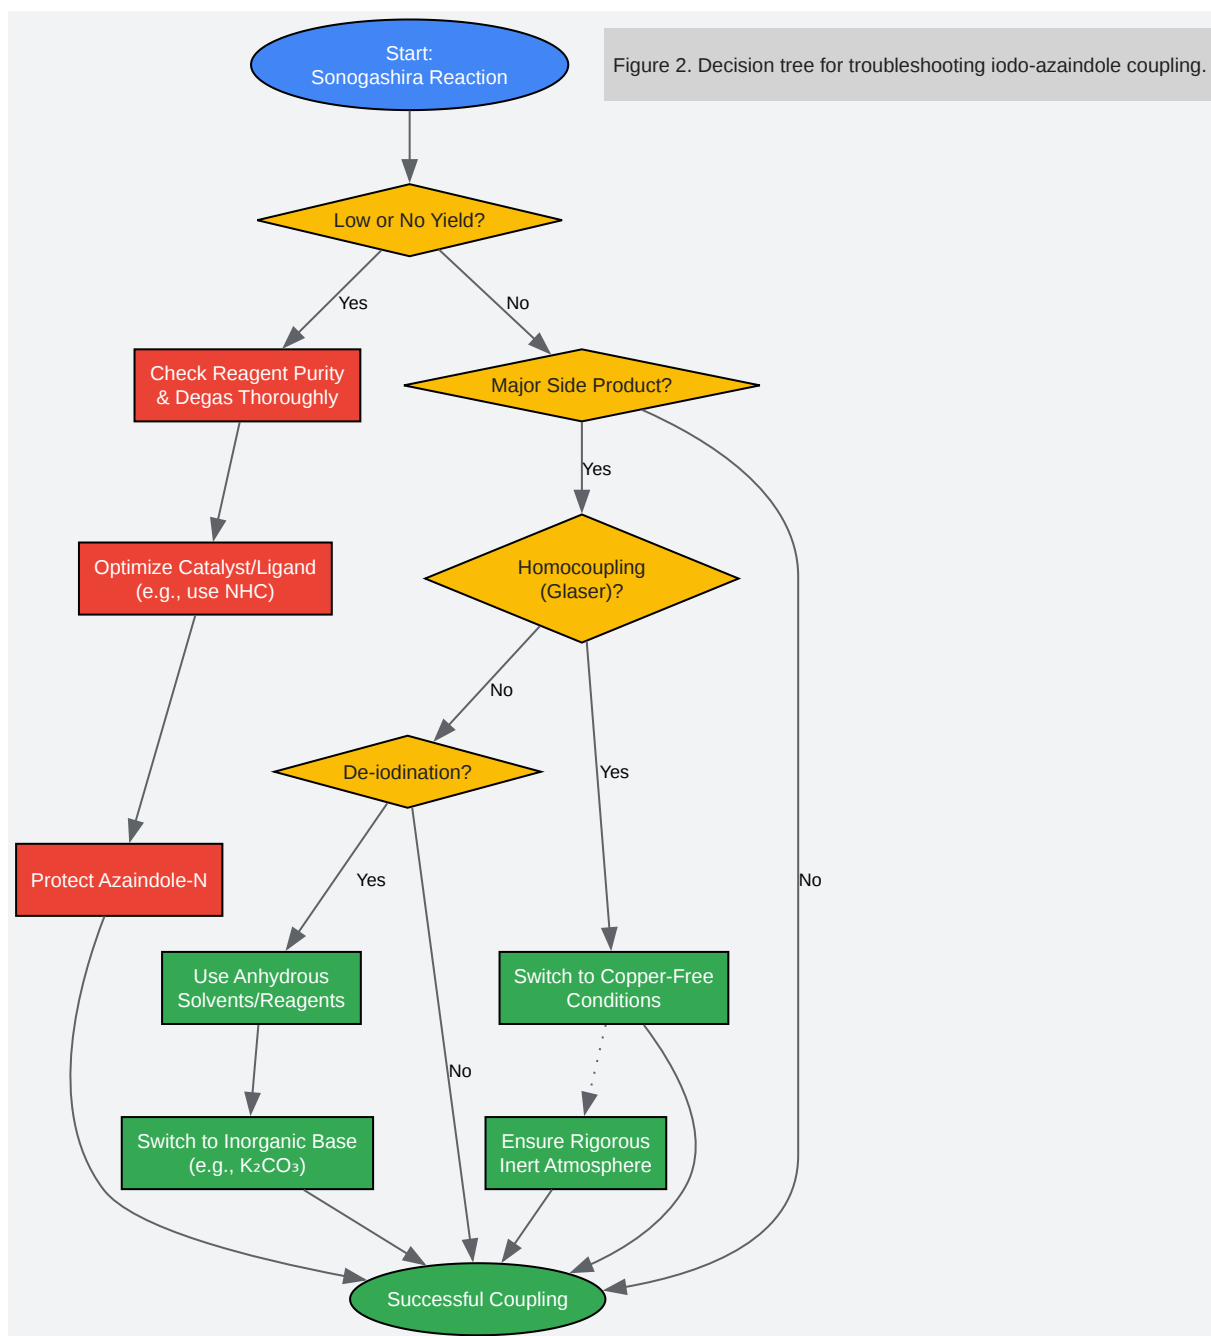 Start:
Sonogashira Reaction
Figure 2. Decision tree for troubleshooting iodo-azaindole coupling.
Low or No Yield?
Yes
No
Check Reagent Purity
& Degas Thoroughly
Major Side Product?
Yes
Optimize Catalyst/Ligand
(e.g., use NHC)
Homocoupling
(Glaser)?
No
De-iodination?
Yes
Protect Azaindole-N
Yes
No
Use Anhydrous
Solvents/Reagents
Switch to Copper-Free
Conditions
No
Switch to Inorganic Base
(e.g., K₂CO₃)
Ensure Rigorous
Inert Atmosphere
Successful Coupling